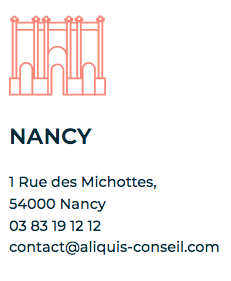 NANCY
1 Rue des Michottes,
54000 Nancy
03 83 19 12 12
contact@aliquis-conseil.com